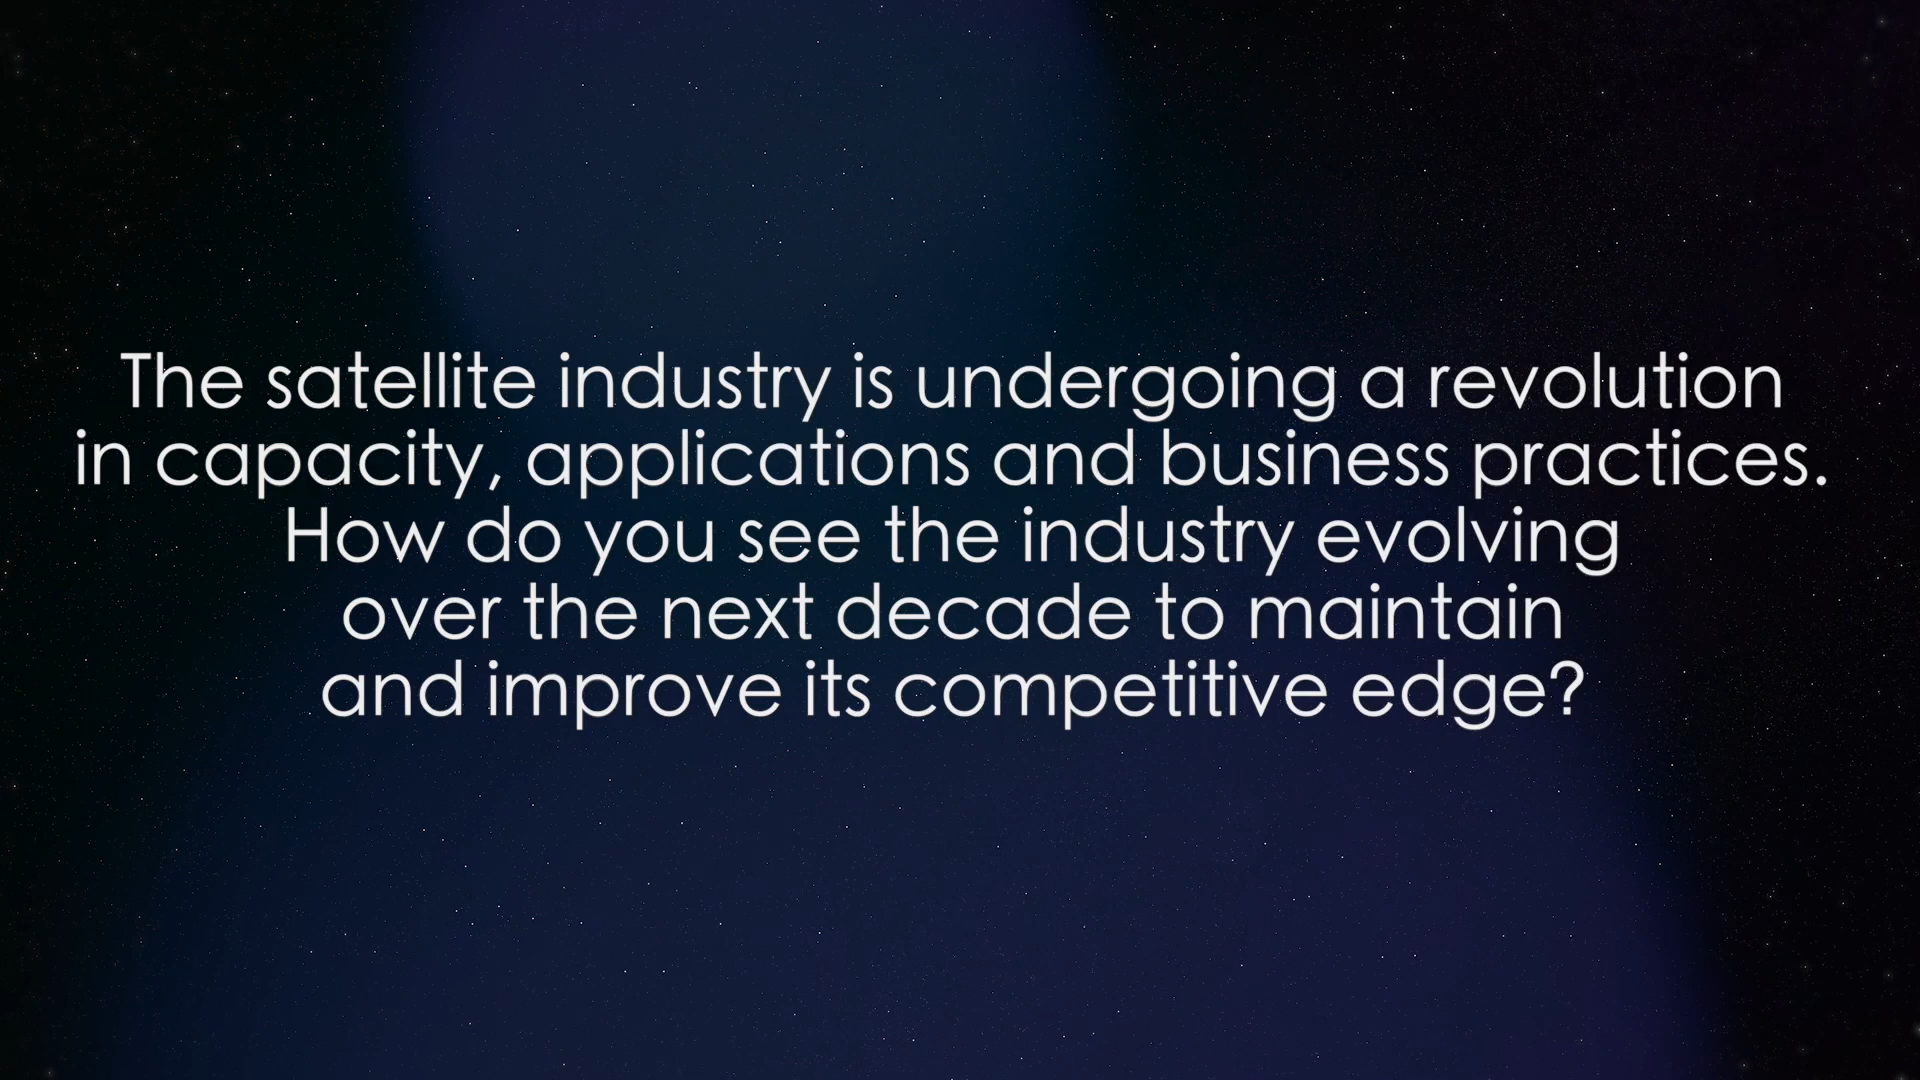 The satellite industry is undergoing a revolution
in capacity, applications and business practices.
How do you see the industry evolving
over the next decade to maintain
and improve its competitive edge?